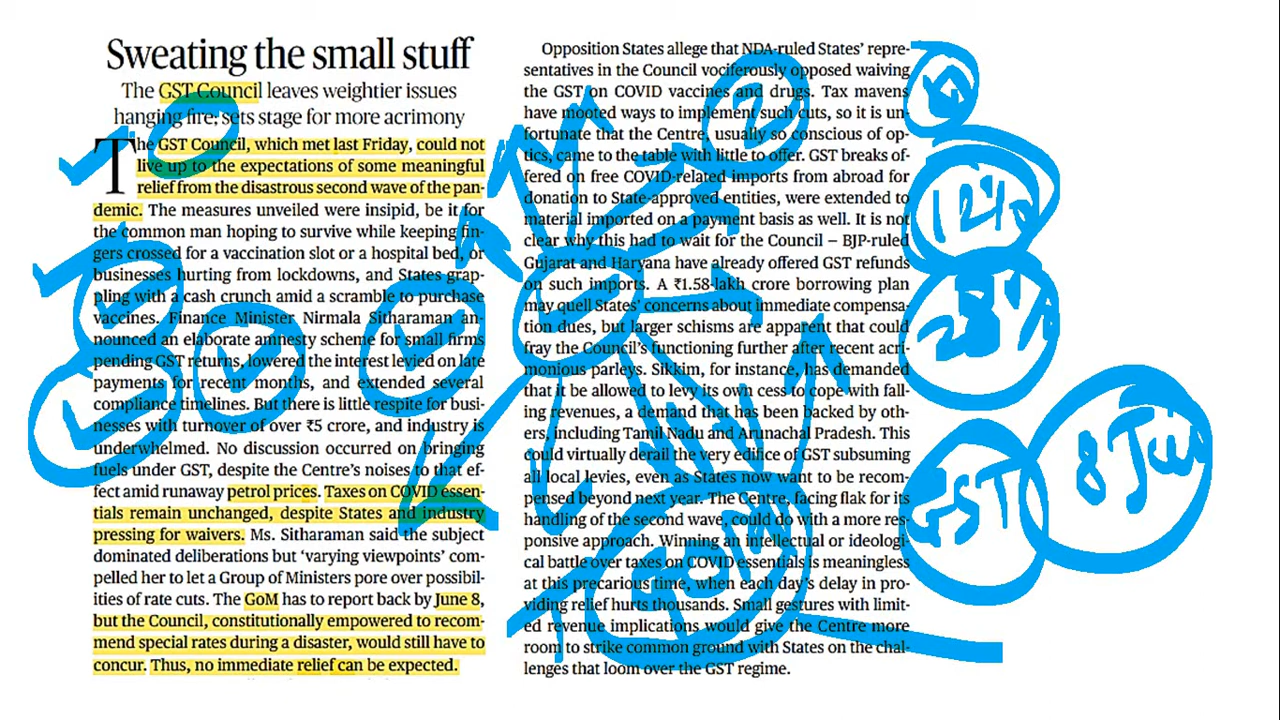 Sweating the small stuff
The GST Council leaves weightier issues
hanging fire; sets stage for more acrimony
The GST Council, which met last Friday, could not
live up to the expectations of some meaningful
relief from the disastrous second wave of the pan-
demic. The measures unveiled were insipid, be it for
the common man hoping to survive while keeping fin-
gers crossed for a vaccination slot or a hospital bed, or
businesses hurting from lockdowns, and States grap-
pling with a cash crunch amid a scramble to purchase
vaccines. Finance Minister Nirmala Sitharaman an-
nounced an elaborate amnesty scheme for small firms
pending GST returns, lowered the interest levied on late
payments for recent months, and extended several
compliance timelines. But there is little respite for busi-
nesses with turnover of over ₹5 crore, and industry is
underwhelmed. No discussion occurred on bringing
fuels under GST, despite the Centre's noises to that ef-
fect amid runaway petrol prices. Taxes on COVID essen-
tials remain unchanged, despite States and industry
pressing for waivers. Ms. Sitharaman said the subject
dominated deliberations but 'varying viewpoints' com-
pelled her to let a Group of Ministers pore over possibil-
ities of rate cuts. The GoM has to report back by June 8,
but the Council, constitutionally empowered to recom-
mend special rates during a disaster, would still have to
concur. Thus, no immediate relief can be expected.
Opposition States allege that NDA-ruled States' repre-
sentatives in the Council vociferously opposed waiving
the GST on COVID vaccines and drugs. Tax mavens
have mooted ways to implement such cuts, so it is un-
fortunate that the Centre, usually so conscious of op-
tics, came to the table with little to offer. GST breaks of-
fered on free COVID-related imports from abroad for
donation to State-approved entities, were extended to
material imported on a payment basis as well. It is not
clear why this had to wait for the Council – BJP-ruled
Gujarat and Haryana have already offered GST refunds
on such imports. A ₹1.58-lakh crore borrowing plan
may quell States' concerns about immediate compensa-
tion dues, but larger schisms are apparent that could
fray the Council's functioning further after recent acri-
monious parleys. Sikkim, for instance, has demanded
that it be allowed to levy its own cess to cope with fall-
ing revenues, a demand that has been backed by oth-
ers, including Tamil Nadu and Arunachal Pradesh. This
could virtually derail the very edifice of GST subsuming
all local levies, even as States now want to be recom-
pensed beyond next year. The Centre, facing flak for its
handling of the second wave, could do with a more res-
ponsive approach. Winning an intellectual or ideologi-
cal battle over taxes on COVID essentials is meaningless
at this precarious time, when each day's delay in pro-
viding relief hurts thousands. Small gestures with limit-
ed revenue implications would give the Centre more
room to strike common ground with States on the chal-
lenges that loom over the GST regime.
12%
28%
GST
8 Jun
GOM